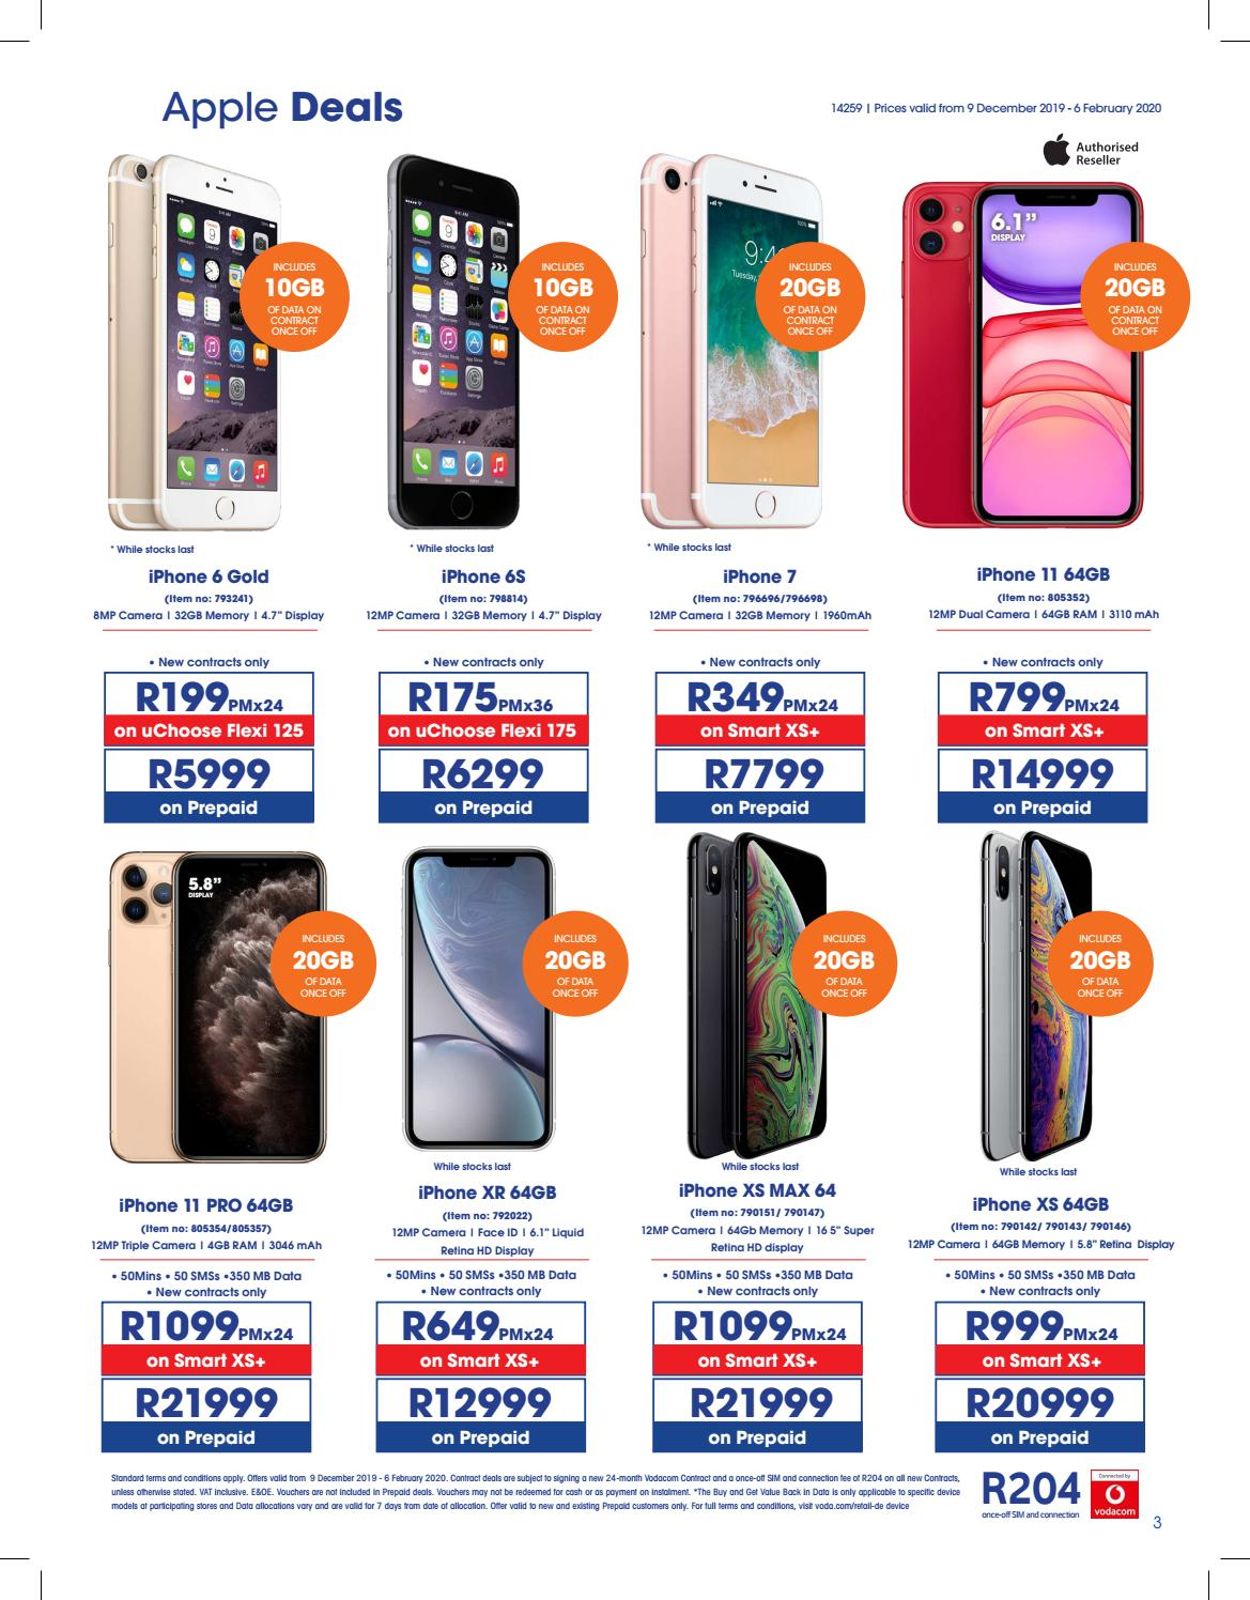 Apple Deals
14259 | Prices valid from 9 December 2019 - 6 February 2020
Authorised
Reseller
INCLUDES
10GB
OF DATA ON
CONTRACT
ONCE OFF
INCLUDES
10GB
OF DATA ON
CONTRACT
ONCE OFF
9:4
Tuesday,
INCLUDES
20GB
OF DATA ON
CONTRACT
ONCE OFF
6.1”
DISPLAY
INCLUDES
20GB
OF DATA ON
CONTRACT
ONCE OFF
* While stocks last
iPhone 6 Gold
(Item no: 793241)
8MP Camera I 32GB Memory I 4.7" Display
• New contracts only
R199PMx24
on uChoose Flexi 125
R5999
on Prepaid
* While stocks last
iPhone 6S
(Item no: 798814)
12MP Camera I 32GB Memory I 4.7" Display
• New contracts only
R175PMx36
on uChoose Flexi 175
R6299
on Prepaid
* While stocks last
iPhone 7
(Item no: 796696/796698)
12MP Camera I 32GB Memory I 1960mAh
• New contracts only
R349PMx24
on Smart XS+
R7799
on Prepaid
iPhone 11 64GB
(Item no: 805352)
12MP Dual Camera I 64GB RAM I 3110 mAh
• New contracts only
R799PMx24
on Smart XS+
R14999
on Prepaid
5.8”
DISPLAY
INCLUDES
20GB
OF DATA
ONCE OFF
INCLUDES
20GB
OF DATA
ONCE OFF
INCLUDES
20GB
OF DATA
ONCE OFF
INCLUDES
20GB
OF DATA
ONCE OFF
iPhone 11 PRO 64GB
(Item no: 805354/805357)
12MP Triple Camera I 4GB RAM I 3046 mAh
• 50Mins • 50 SMSs •350 MB Data
• New contracts only
R1099PMx24
on Smart XS+
R21999
on Prepaid
While stocks last
iPhone XR 64GB
(Item no: 792022)
12MP Camera I Face ID I 6.1" Liquid
Retina HD Display
• 50Mins • 50 SMSs •350 MB Data
• New contracts only
R649PMx24
on Smart XS+
R12999
on Prepaid
While stocks last
iPhone XS MAX 64
(Item no: 790151/ 790147)
12MP Camera I 64Gb Memory I 16 5" Super
Retina HD display
• 50Mins • 50 SMSs •350 MB Data
• New contracts only
R1099PMx24
on Smart XS+
R21999
on Prepaid
While stocks last
iPhone XS 64GB
(Item no: 790142/ 790143/ 790146)
12MP Camera I 64GB Memory I 5.8" Retina Display
• 50Mins • 50 SMSs •350 MB Data
• New contracts only
R999PMx24
on Smart XS+
R20999
on Prepaid
Standard terms and conditions apply. Offers valid from 9 December 2019 - 6 February 2020. Contract deals are subject to signing a new 24-month Vodacom Contract and a once-off SIM and connection fee of R204 on all new Contracts,
unless otherwise stated. VAT inclusive. E&OE. Vouchers are not included in Prepaid deals. Vouchers may not be redeemed for cash or as payment on instalment. *The Buy and Get Value Back in Data is only applicable to specific device
models at participating stores and Data allocations vary and are valid for 7 days from date of allocation. Offer valid to new and existing Prepaid customers only. For full terms and conditions, visit voda.com/retail-de device
R204
once-off SIM and connection
Connected by
vodacom
3